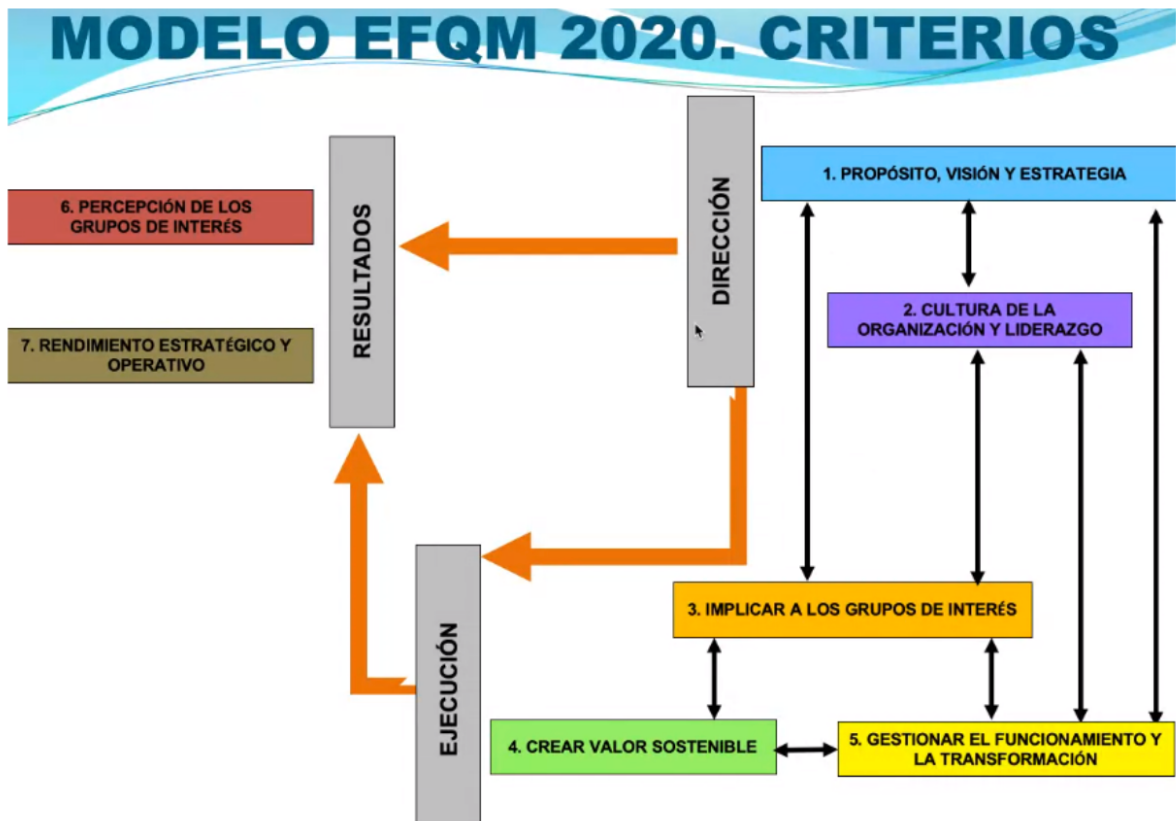 MODELO EFQM 2020. CRITERIOS
DIRECCIÓN
1. PROPÓSITO, VISIÓN Y ESTRATEGIA
2. CULTURA DE LA
ORGANIZACIÓN Y LIDERAZGO
RESULTADOS
6. PERCEPCIÓN DE LOS
GRUPOS DE INTERÉS
7. RENDIMIENTO ESTRATÉGICO Y
OPERATIVO
EJECUCIÓN
3. IMPLICAR A LOS GRUPOS DE INTERÉS
4. CREAR VALOR SOSTENIBLE
5. GESTIONAR EL FUNCIONAMIENTO Y
LA TRANSFORMACIÓN